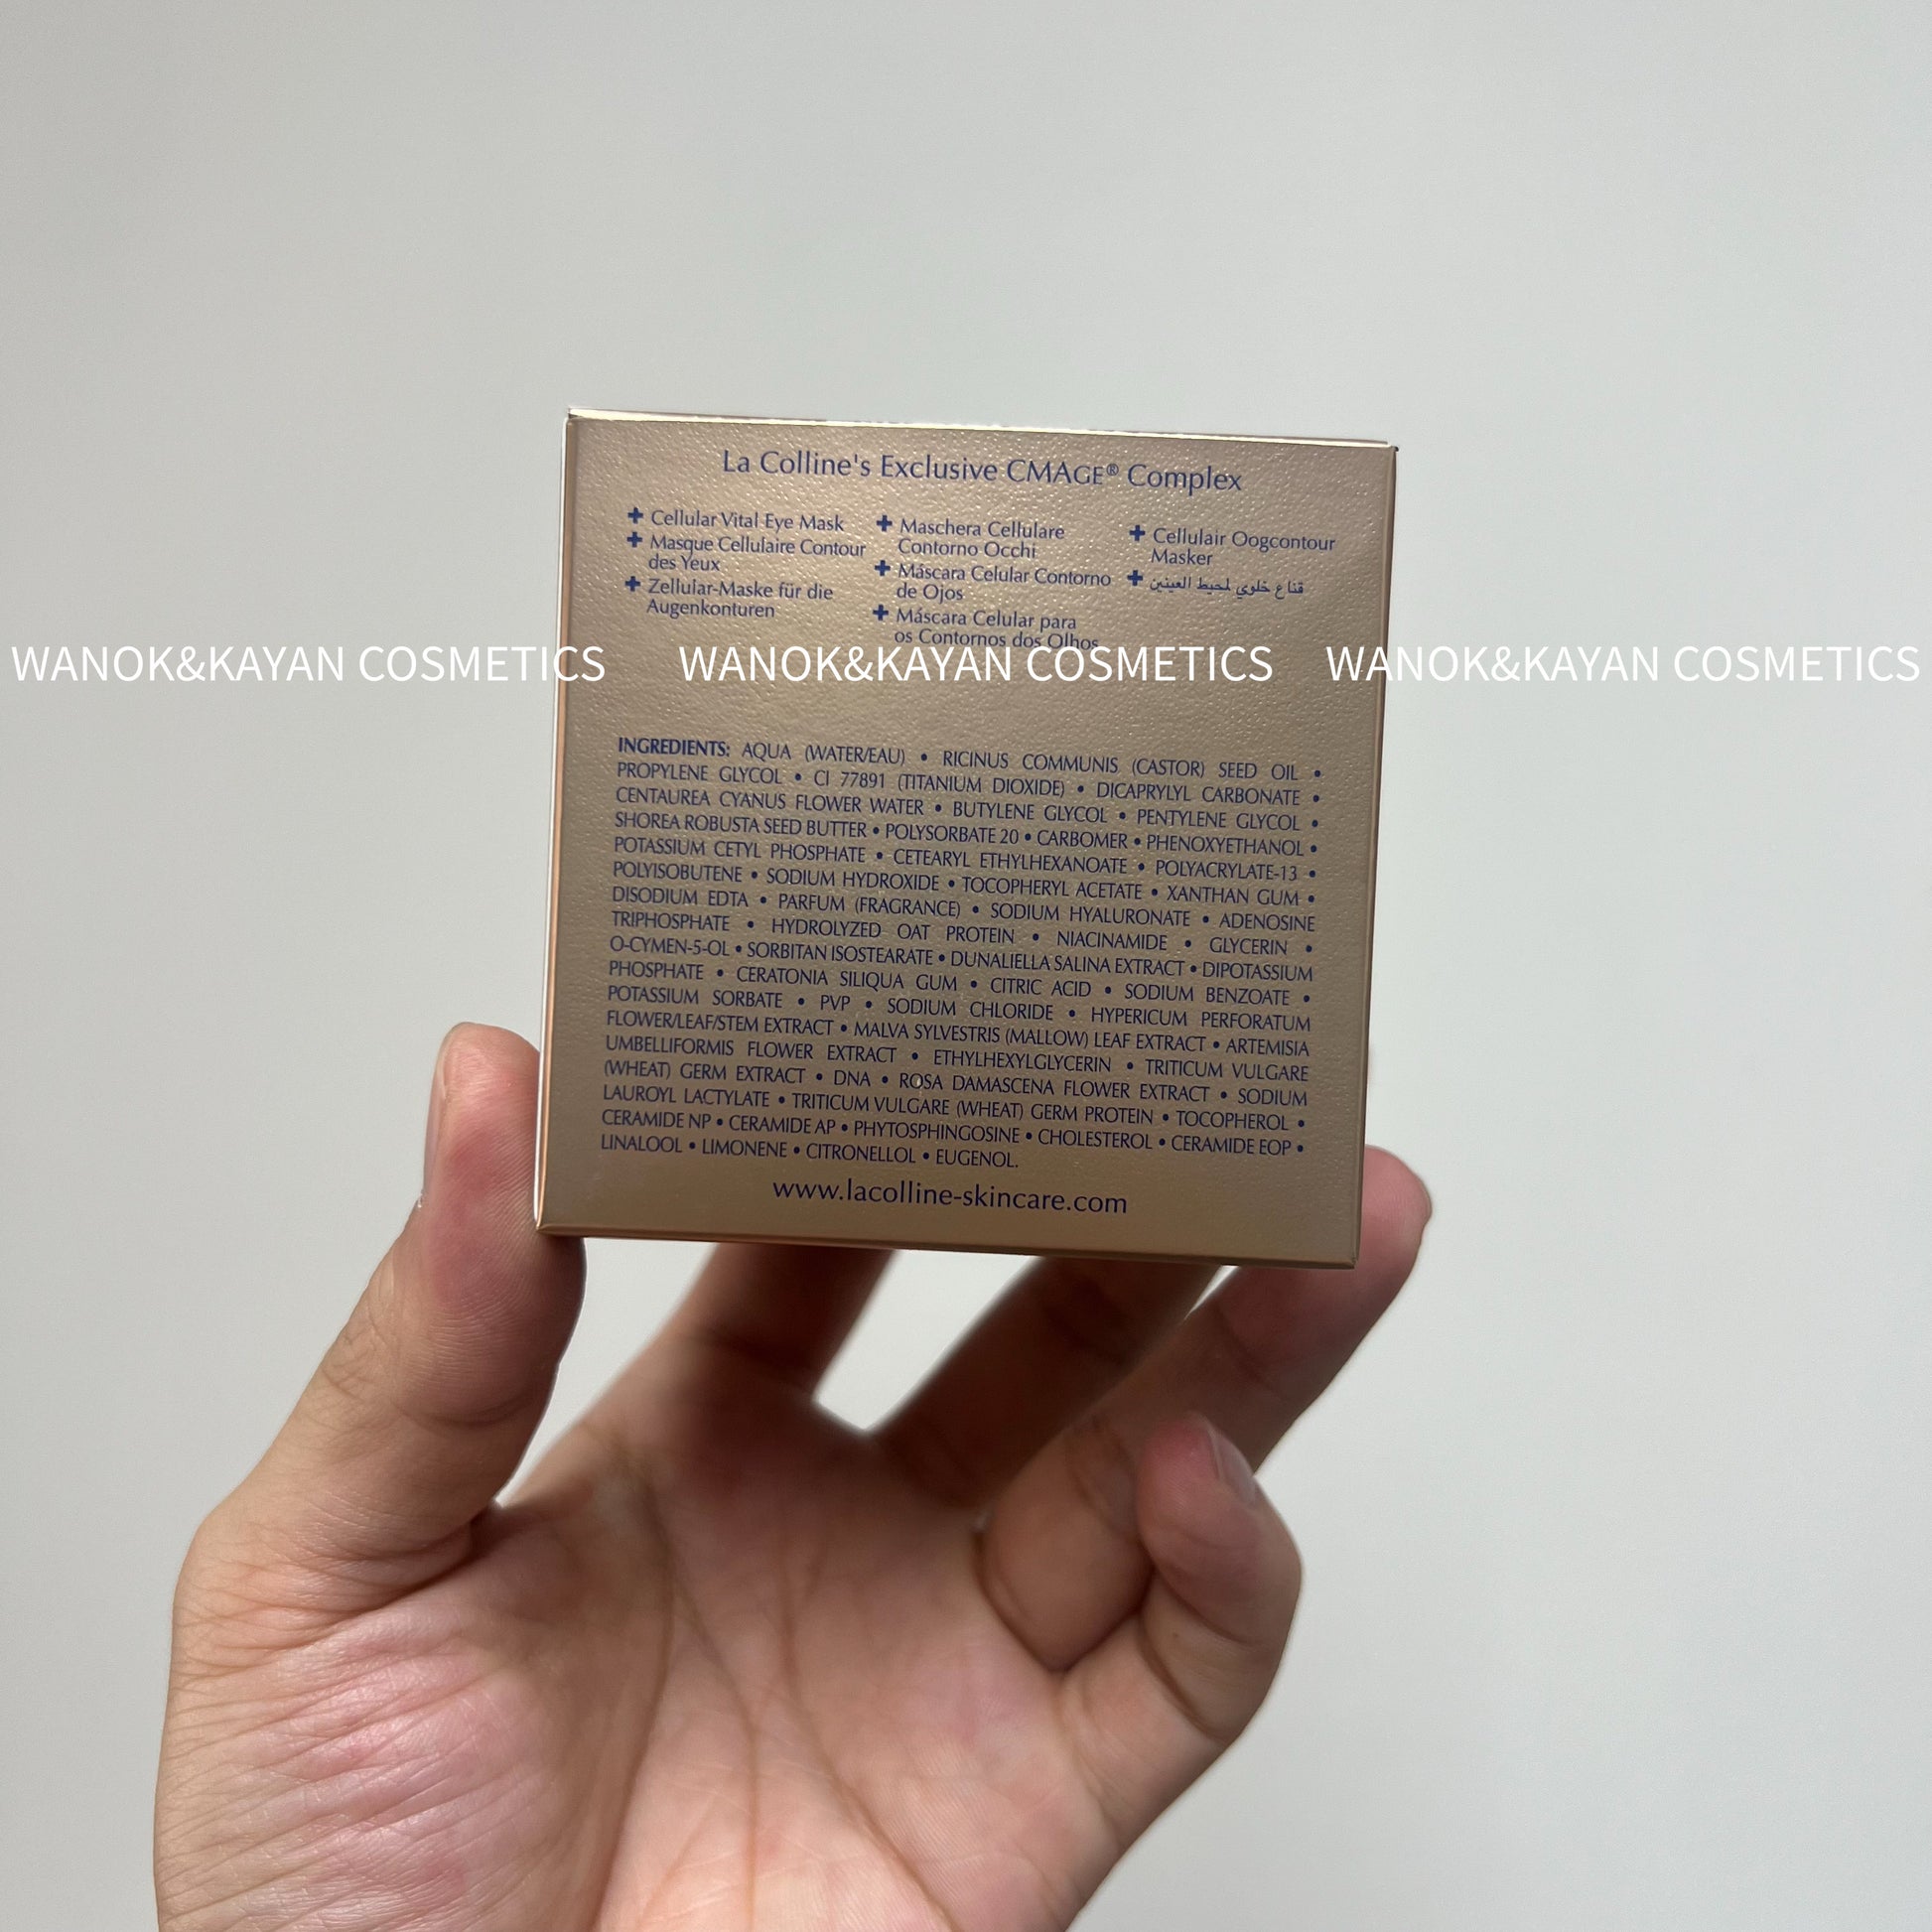 La Colline's Exclusive CMAGE® Complex
✚ Cellular Vital Eye Mask
✚ Masque Cellulaire Contour
des Yeux
✚ Zellular-Maske für die
Augenkonturen
✚ Maschera Cellulare
Contorno Occhi
✚ Máscara Celular Contorno
de Ojos
✚ Máscara Celular para
os Contornos dos Olhos
✚ Cellulair Oogcontour
Masker
✚ قناع خلوي لمحيط العينين
WANOK&KAYAN COSMETICS WANOK&KAYAN COSMETICS WANOK&KAYAN COSMETICS
INGREDIENTS: AQUA (WATER/EAU) • RICINUS COMMUNIS (CASTOR) SEED OIL •
PROPYLENE GLYCOL • CI 77891 (TITANIUM DIOXIDE) • DICAPRYLYL CARBONATE •
CENTAUREA CYANUS FLOWER WATER • BUTYLENE GLYCOL • PENTYLENE GLYCOL •
SHOREA ROBUSTA SEED BUTTER • POLYSORBATE 20 • CARBOMER • PHENOXYETHANOL •
POTASSIUM CETYL PHOSPHATE • CETEARYL ETHYLHEXANOATE • POLYACRYLATE-13 •
POLYISOBUTENE • SODIUM HYDROXIDE • TOCOPHERYL ACETATE • XANTHAN GUM •
DISODIUM EDTA • PARFUM (FRAGRANCE) • SODIUM HYALURONATE • ADENOSINE
TRIPHOSPHATE • HYDROLYZED OAT PROTEIN • NIACINAMIDE • GLYCERIN •
O-CYMEN-5-OL • SORBITAN ISOSTEARATE • DUNALIELLA SALINA EXTRACT • DIPOTASSIUM
PHOSPHATE • CERATONIA SILIQUA GUM • CITRIC ACID • SODIUM BENZOATE •
POTASSIUM SORBATE • PVP • SODIUM CHLORIDE • HYPERICUM PERFORATUM
FLOWER/LEAF/STEM EXTRACT • MALVA SYLVESTRIS (MALLOW) LEAF EXTRACT • ARTEMISIA
UMBELLIFORMIS FLOWER EXTRACT • ETHYLHEXYLGLYCERIN • TRITICUM VULGARE
(WHEAT) GERM EXTRACT • DNA • ROSA DAMASCENA FLOWER EXTRACT • SODIUM
LAUROYL LACTYLATE • TRITICUM VULGARE (WHEAT) GERM PROTEIN • TOCOPHEROL •
CERAMIDE NP • CERAMIDE AP • PHYTOSPHINGOSINE • CHOLESTEROL • CERAMIDE EOP •
LINALOOL • LIMONENE • CITRONELLOL • EUGENOL.
www.lacolline-skincare.com